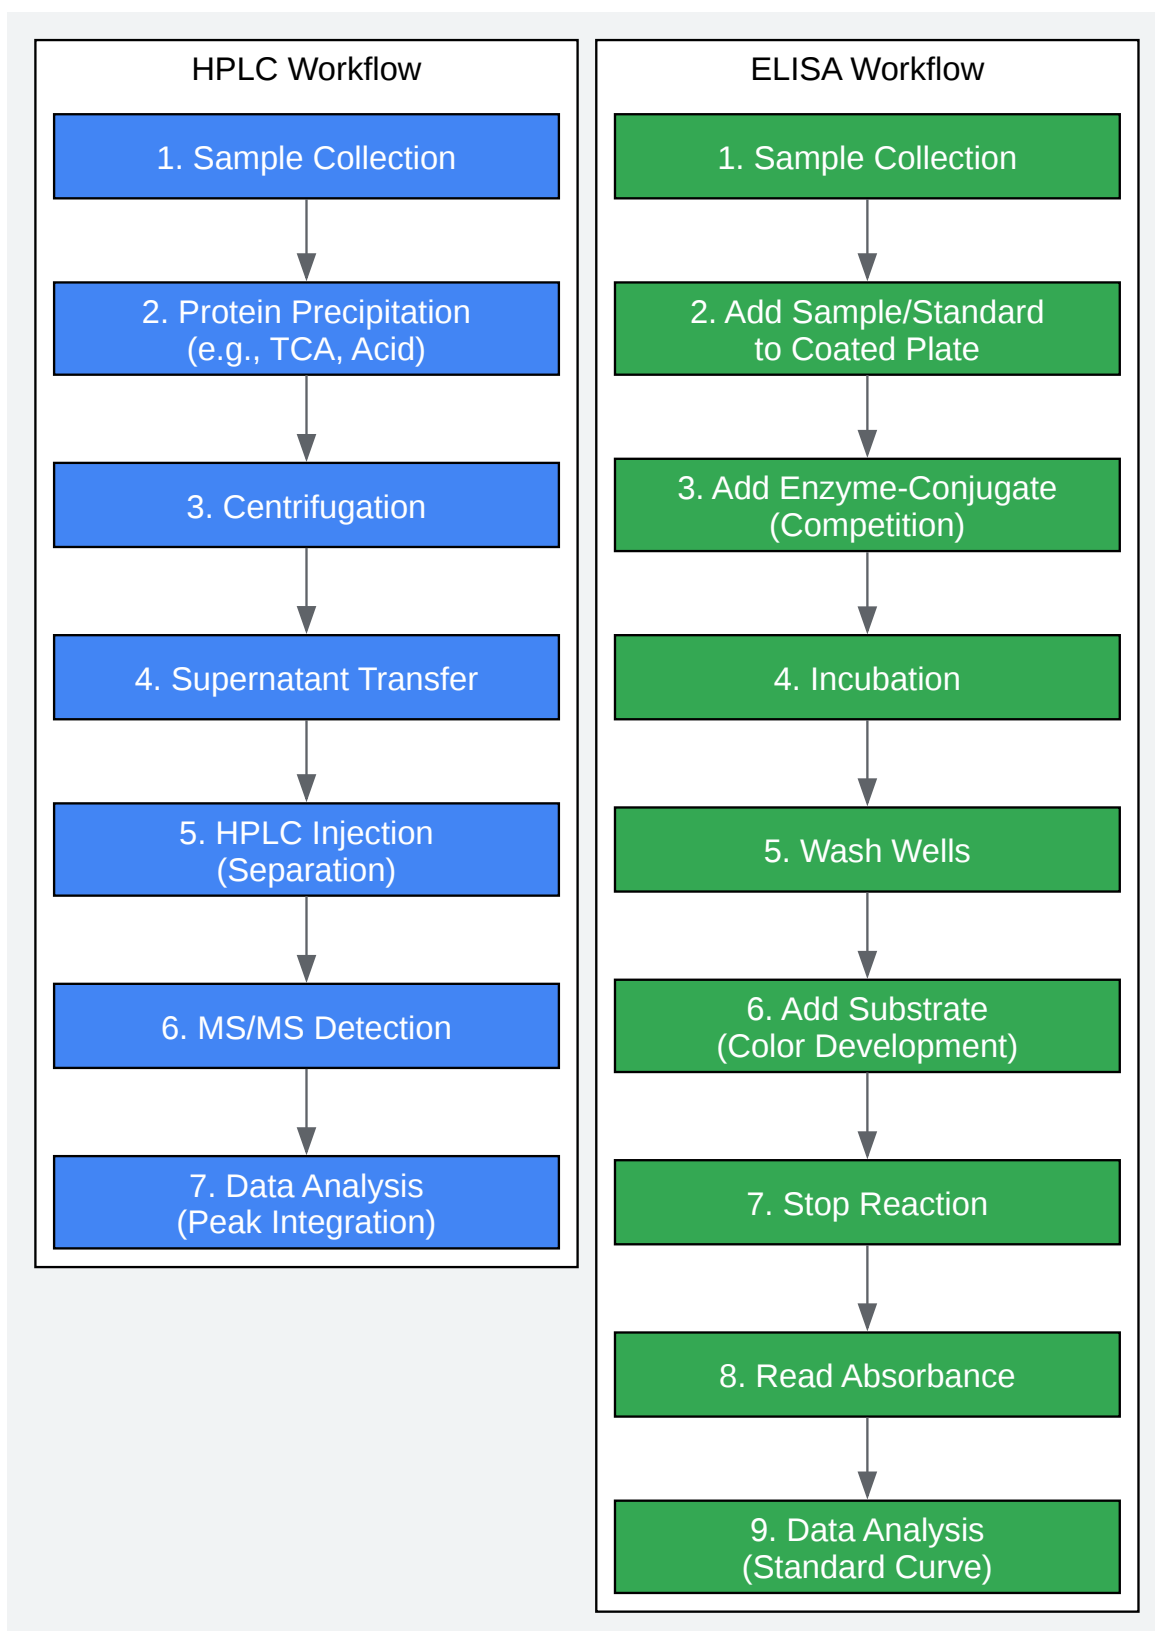 HPLC Workflow
1. Sample Collection
2. Protein Precipitation
(e.g., TCA, Acid)
3. Centrifugation
4. Supernatant Transfer
5. HPLC Injection
(Separation)
6. MS/MS Detection
7. Data Analysis
(Peak Integration)
ELISA Workflow
1. Sample Collection
2. Add Sample/Standard
to Coated Plate
3. Add Enzyme-Conjugate
(Competition)
4. Incubation
5. Wash Wells
6. Add Substrate
(Color Development)
7. Stop Reaction
8. Read Absorbance
9. Data Analysis
(Standard Curve)